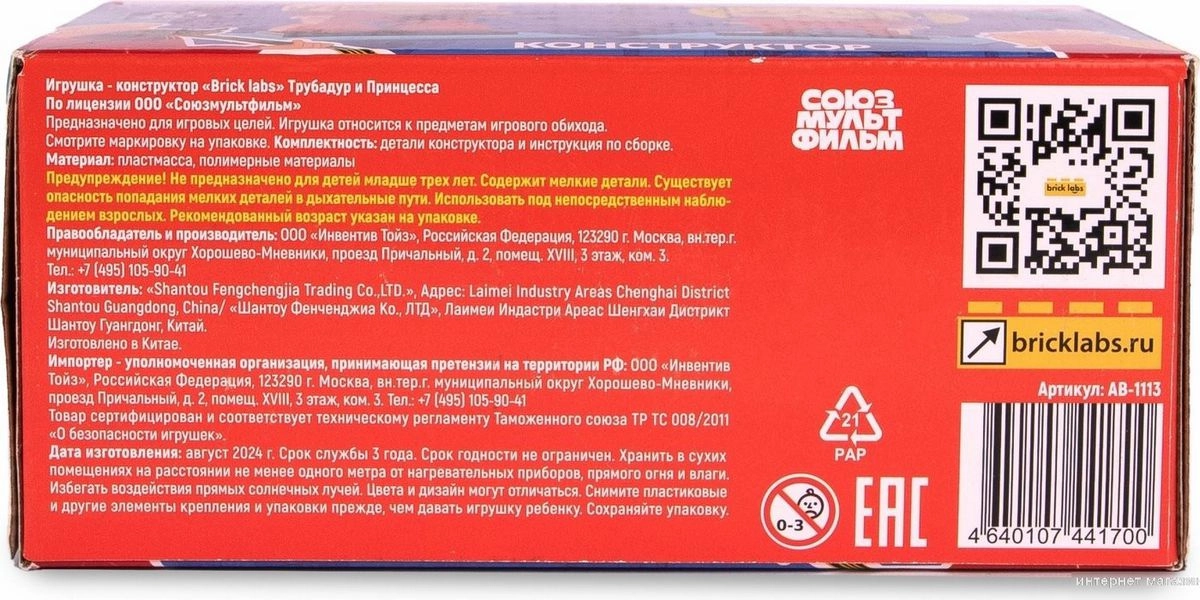 КОНСТРУКТОР
Игрушка - конструктор «Brick labs» Трубадур и Принцесса
По лицензии ООО «Союзмультфильм»
Предназначено для игровых целей. Игрушка относится к предметам игрового обихода.
Смотрите маркировку на упаковке. Комплектность: детали конструктора и инструкция по сборке.
Материал: пластмасса, полимерные материалы
Предупреждение! Не предназначено для детей младше трех лет. Содержит мелкие детали. Существует
опасность попадания мелких деталей в дыхательные пути. Использовать под непосредственным наблю-
дением взрослых. Рекомендованный возраст указан на упаковке.
Правообладатель и производитель: ООО «Инвентив Тойз», Российская Федерация, 123290 г. Москва, вн.тер.г.
муниципальный округ Хорошево-Мневники, проезд Причальный, д. 2, помещ. XVIII, 3 этаж, ком. 3.
Тел.: +7 (495) 105-90-41
Изготовитель: «Shantou Fengchengjia Trading Co.,LTD.», Адрес: Laimei Industry Areas Chenghai District
Shantou Guangdong, China/ «Шантоу Фенченджиа Ко., ЛТД», Лаимеи Индастри Ареас Шенгхаи Дистрикт
Шантоу Гуангдонг, Китай.
Изготовлено в Китае.
Импортер - уполномоченная организация, принимающая претензии на территории РФ: ООО «Инвентив
Тойз», Российская Федерация, 123290 г. Москва, вн.тер.г. муниципальный округ Хорошево-Мневники,
проезд Причальный, д. 2, помещ. XVIII, 3 этаж, ком. 3. Тел.: +7 (495) 105-90-41
Товар сертифицирован и соответствует техническому регламенту Таможенного союза ТР ТС 008/2011
«О безопасности игрушек».
Дата изготовления: август 2024 г. Срок службы 3 года. Срок годности не ограничен. Хранить в сухих
помещениях на расстоянии не менее одного метра от нагревательных приборов, прямого огня и влаги.
Избегать воздействия прямых солнечных лучей. Цвета и дизайн могут отличаться. Снимите пластиковые
и другие элементы крепления и упаковки прежде, чем давать игрушку ребенку. Сохраняйте упаковку.
СОЮЗ
МУЛЬТ
ФИЛЬМ
brick labs
bricklabs.ru
Артикул: АВ-1113
21
PAP
0-3
EAC
4 640107 441700
интернет магазин